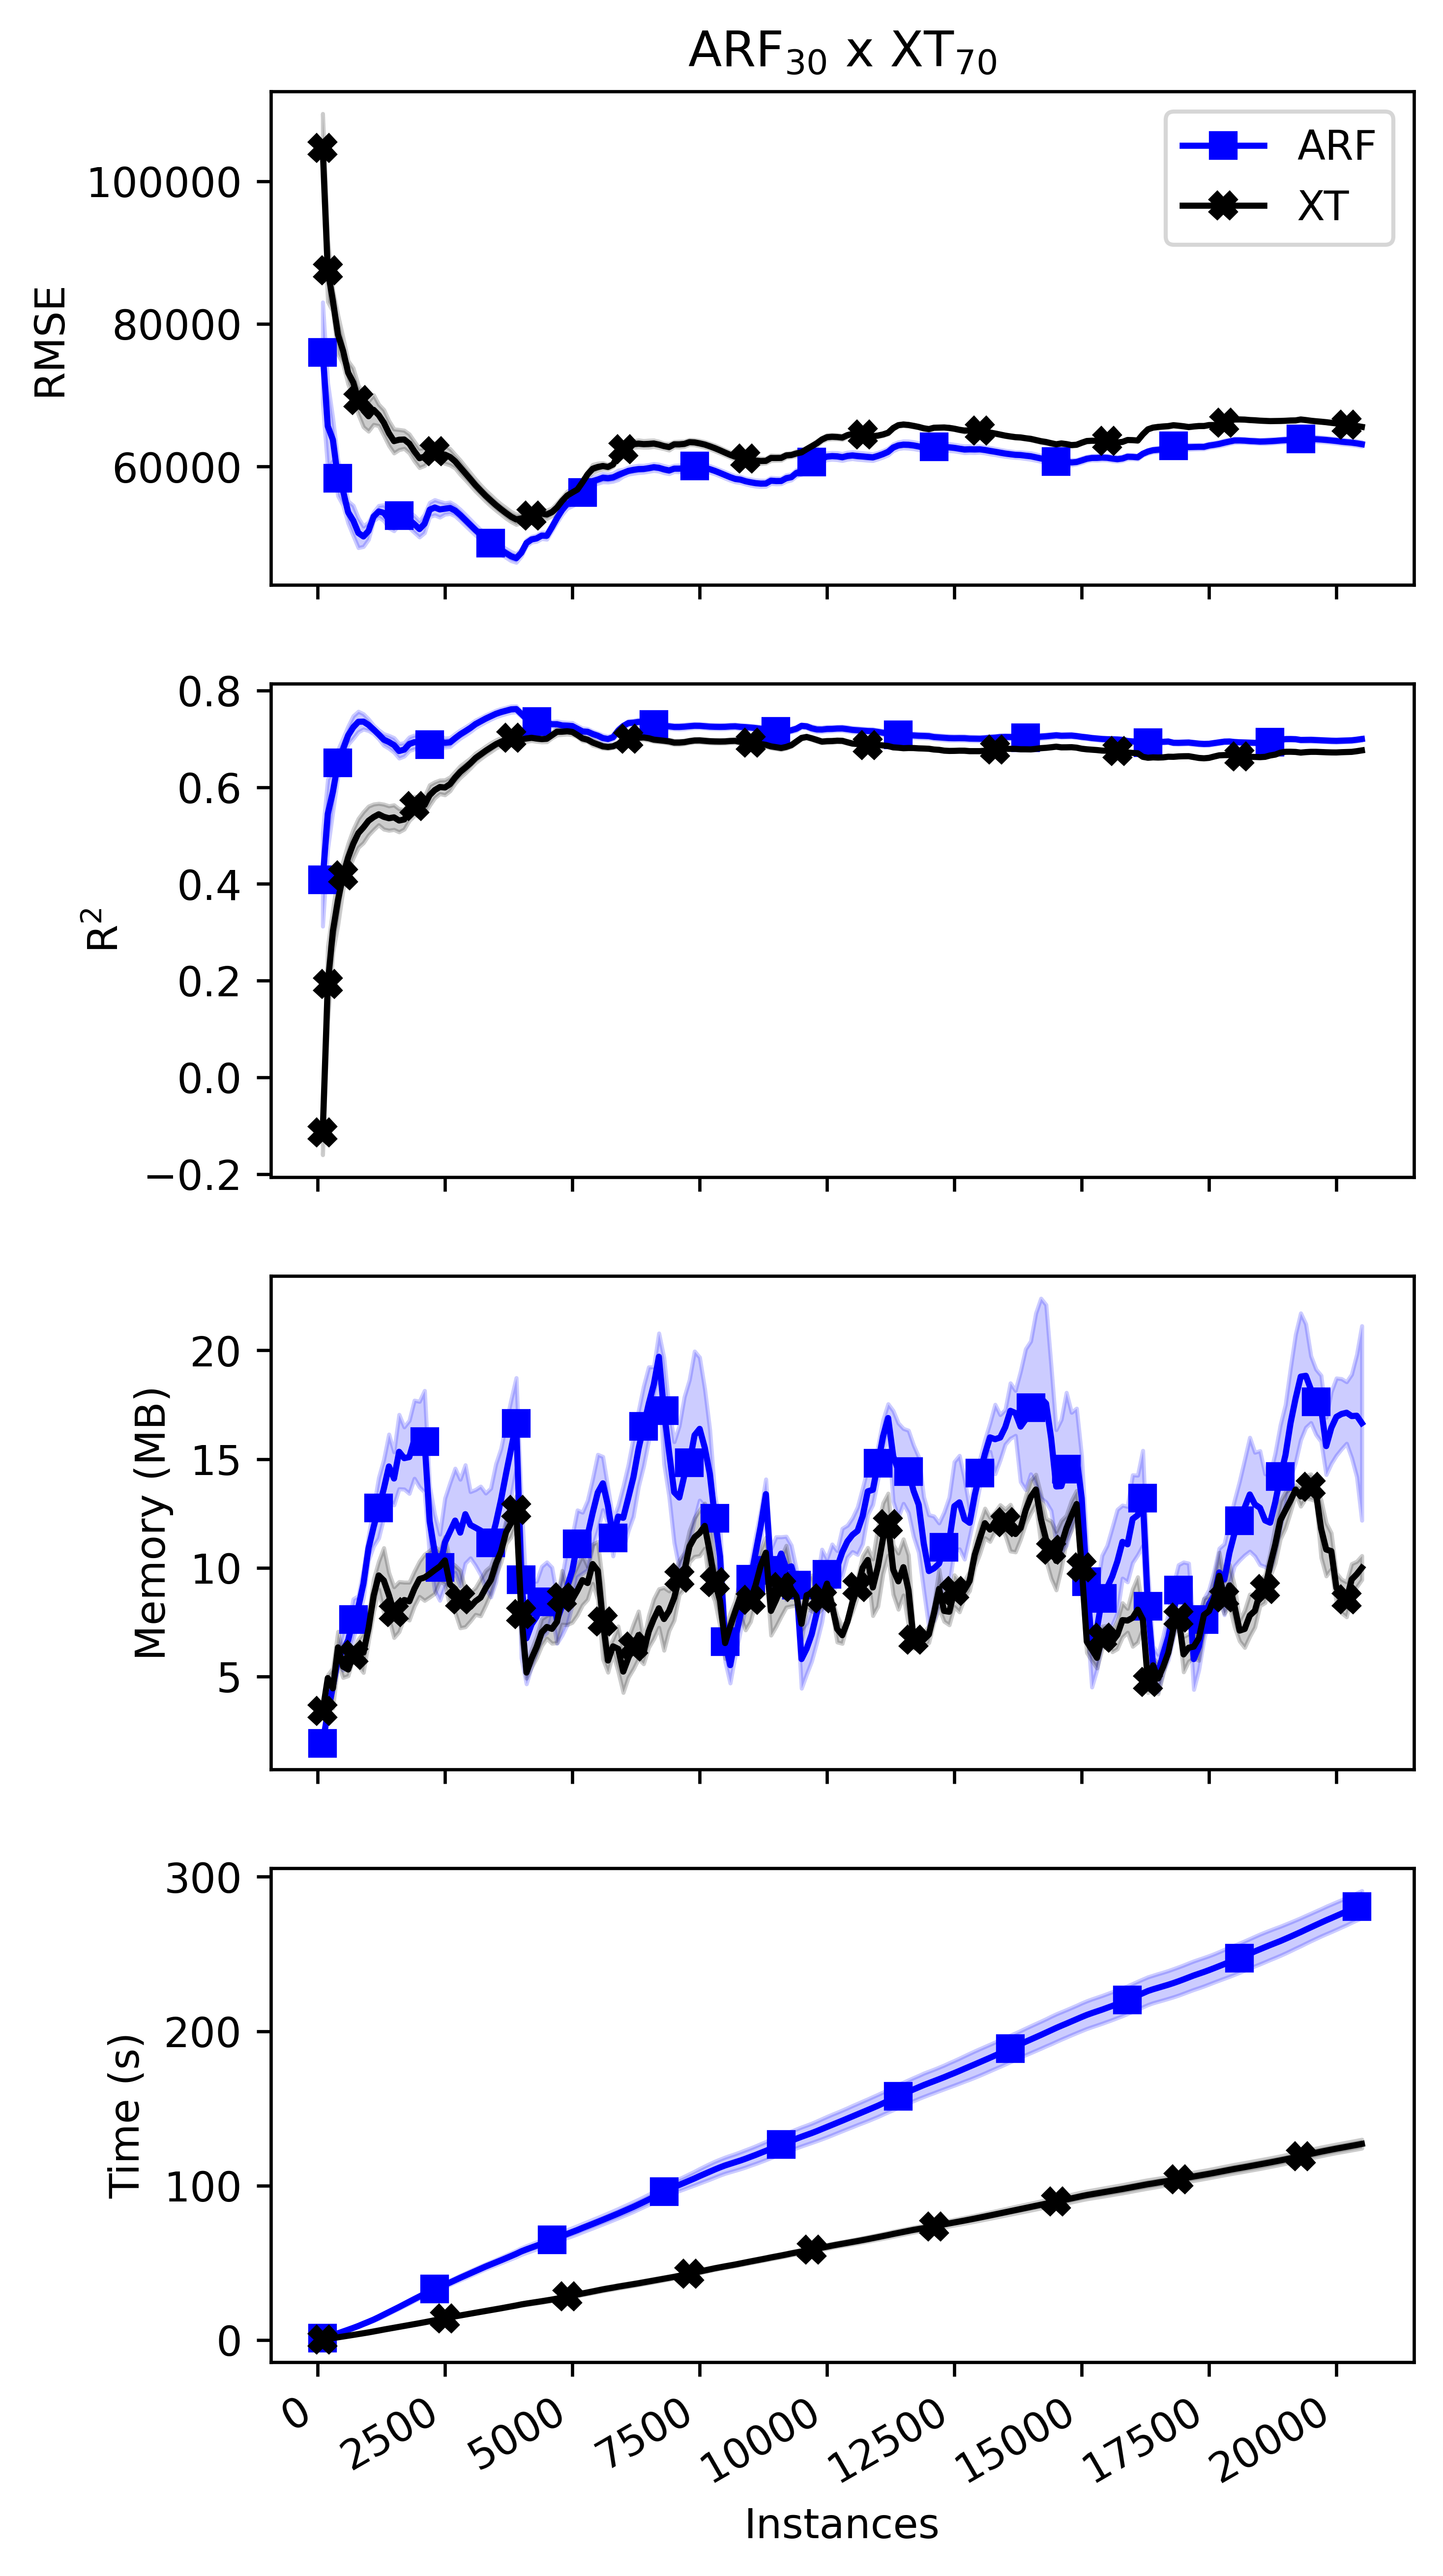 ARF₃₀ x XT₇₀
ARF
XT
100000
80000
60000
RMSE
0.8
0.6
0.4
0.2
0.0
−0.2
R²
20
15
10
5
Memory (MB)
300
200
100
0
Time (s)
0 2500 5000 7500 10000 12500 15000 17500 20000
Instances